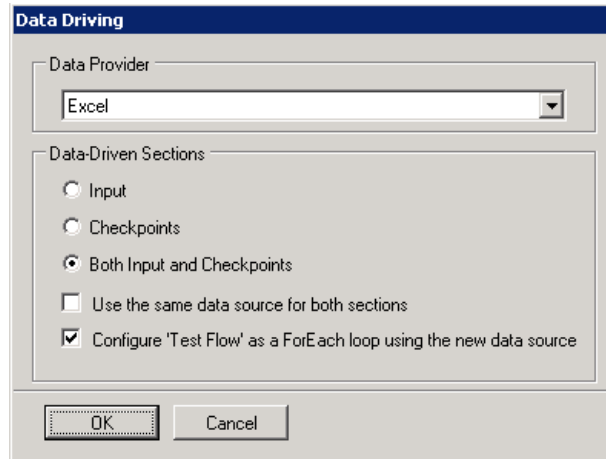 Data Driving
Data Provider
Excel
Data-Driven Sections
Input
Checkpoints
Both Input and Checkpoints
Use the same data source for both sections
Configure 'Test Flow' as a ForEach loop using the new data source
OK Cancel